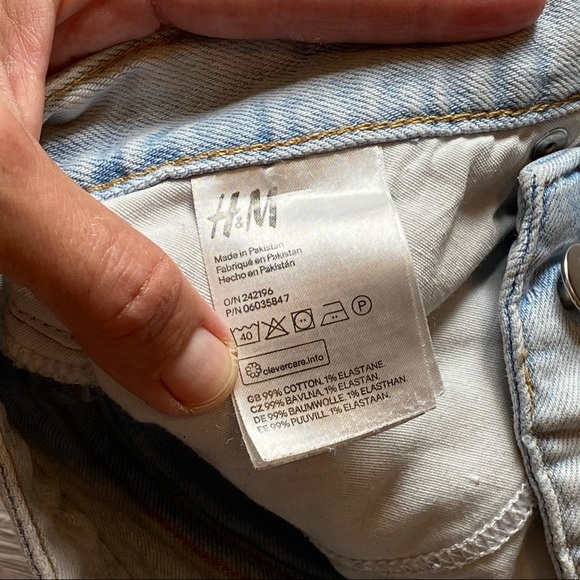 H&M
Made in Pakistan
Fabriqué en Pakistan
Hecho en Pakistán
O/N 242196
P/N 06035847
40 P
clevercare.info
GB 99% COTTON, 1% ELASTANE
CZ 99% BAVLNA, 1% ELASTAN
DE 99% BAUMWOLLE, 1% ELASTHAN
EE 99% PUUVILL, 1% ELASTAAN